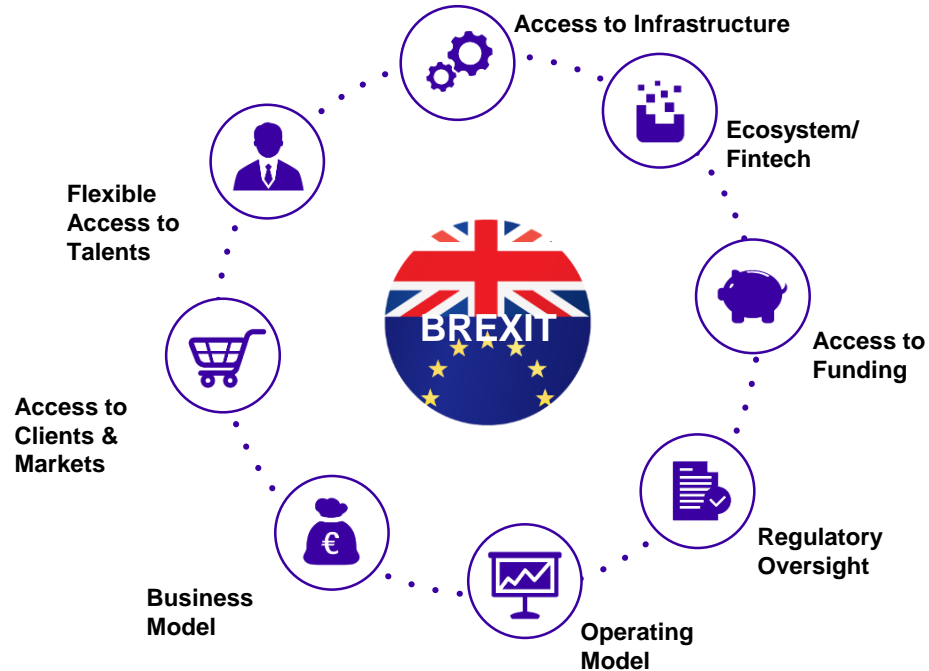 Access to Infrastructure
Ecosystem/
Fintech
Flexible
Access to
Talents
BREXIT
Access to
Funding
Access to
Clients &
Markets
€
Regulatory
Oversight
Business
Model
Operating
Model